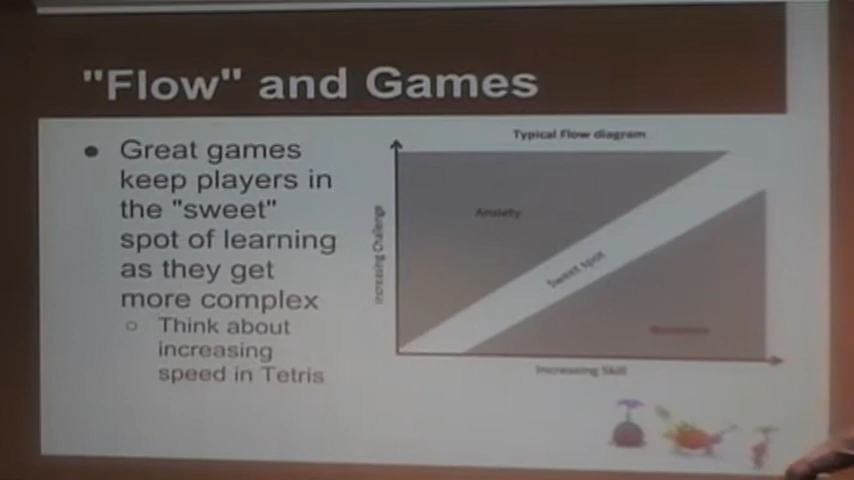 "Flow" and Games
● Great games
keep players in
the "sweet"
spot of learning
as they get
more complex
○ Think about
increasing
speed in Tetris
Typical Flow diagram
Increasing Challenge
Anxiety
Sweet spot
Increasing Skill